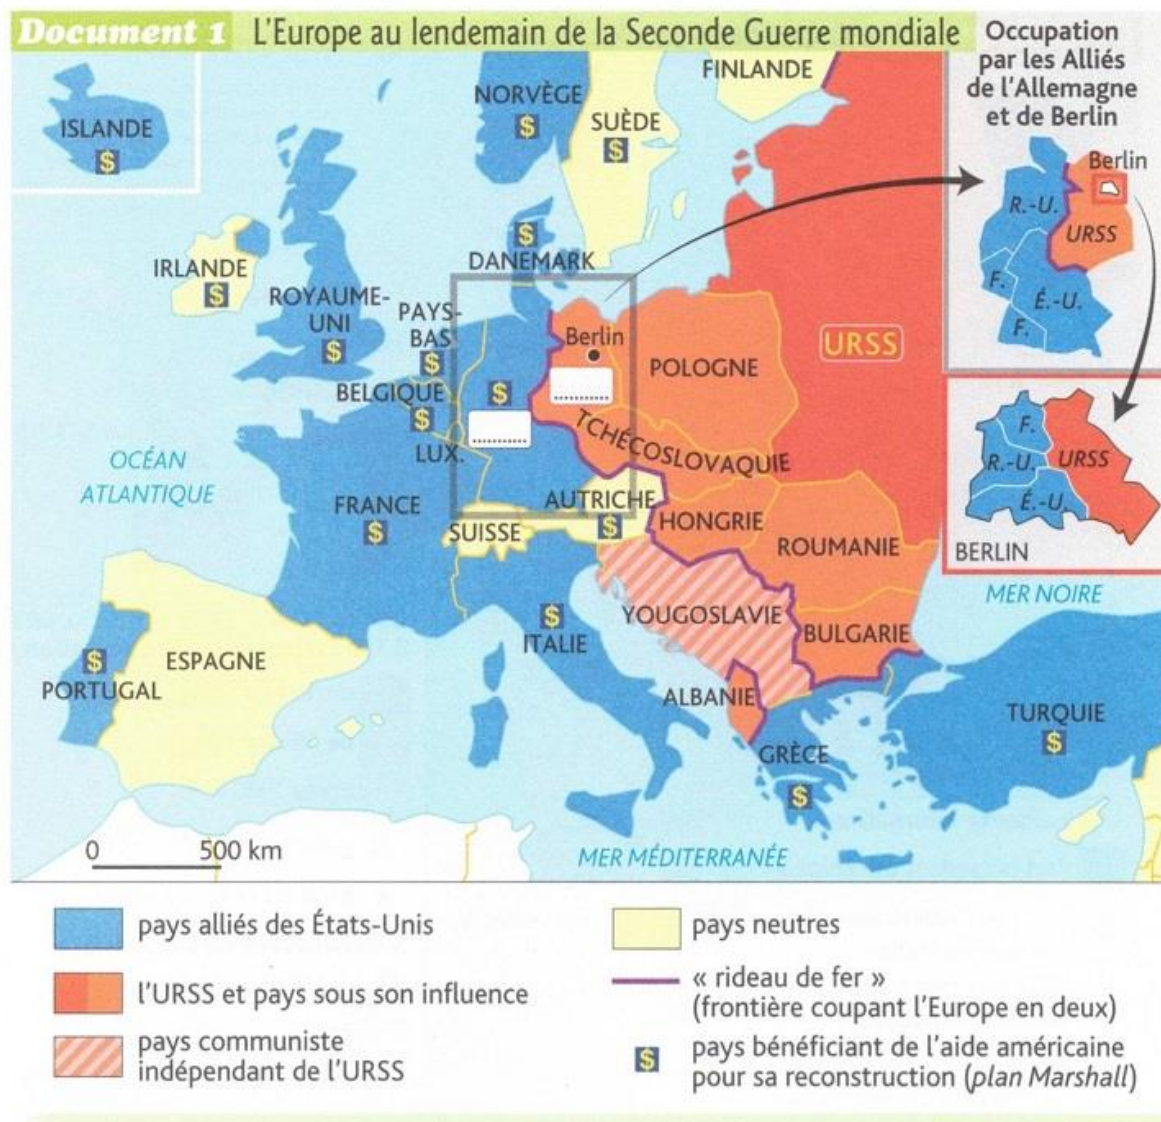 Document 1 L'Europe au lendemain de la Seconde Guerre mondiale
Occupation
par les Alliés
de l'Allemagne
et de Berlin
ISLANDE
$
NORVÈGE
$
SUÈDE
$
FINLANDE
Berlin
R.-U.
URSS
F.
É.-U.
F.
IRLANDE
$
ROYAUME-
UNI
$
$
DANEMARK
PAYS-
BAS
$
BELGIQUE
$
LUX.
$
............
Berlin
............
POLOGNE
URSS
TCHÉCOSLOVAQUIE
F.
R.-U.
URSS
É.-U.
BERLIN
OCÉAN
ATLANTIQUE
FRANCE
$
SUISSE
AUTRICHE
$
HONGRIE
ROUMANIE
MER NOIRE
YOUGOSLAVIE
BULGARIE
$
ITALIE
ESPAGNE
$
PORTUGAL
ALBANIE
GRÈCE
$
TURQUIE
$
0 500 km
MER MÉDITERRANÉE
pays alliés des États-Unis
l'URSS et pays sous son influence
pays communiste
indépendant de l'URSS
pays neutres
« rideau de fer »
(frontière coupant l'Europe en deux)
$
pays bénéficiant de l'aide américaine
pour sa reconstruction (plan Marshall)